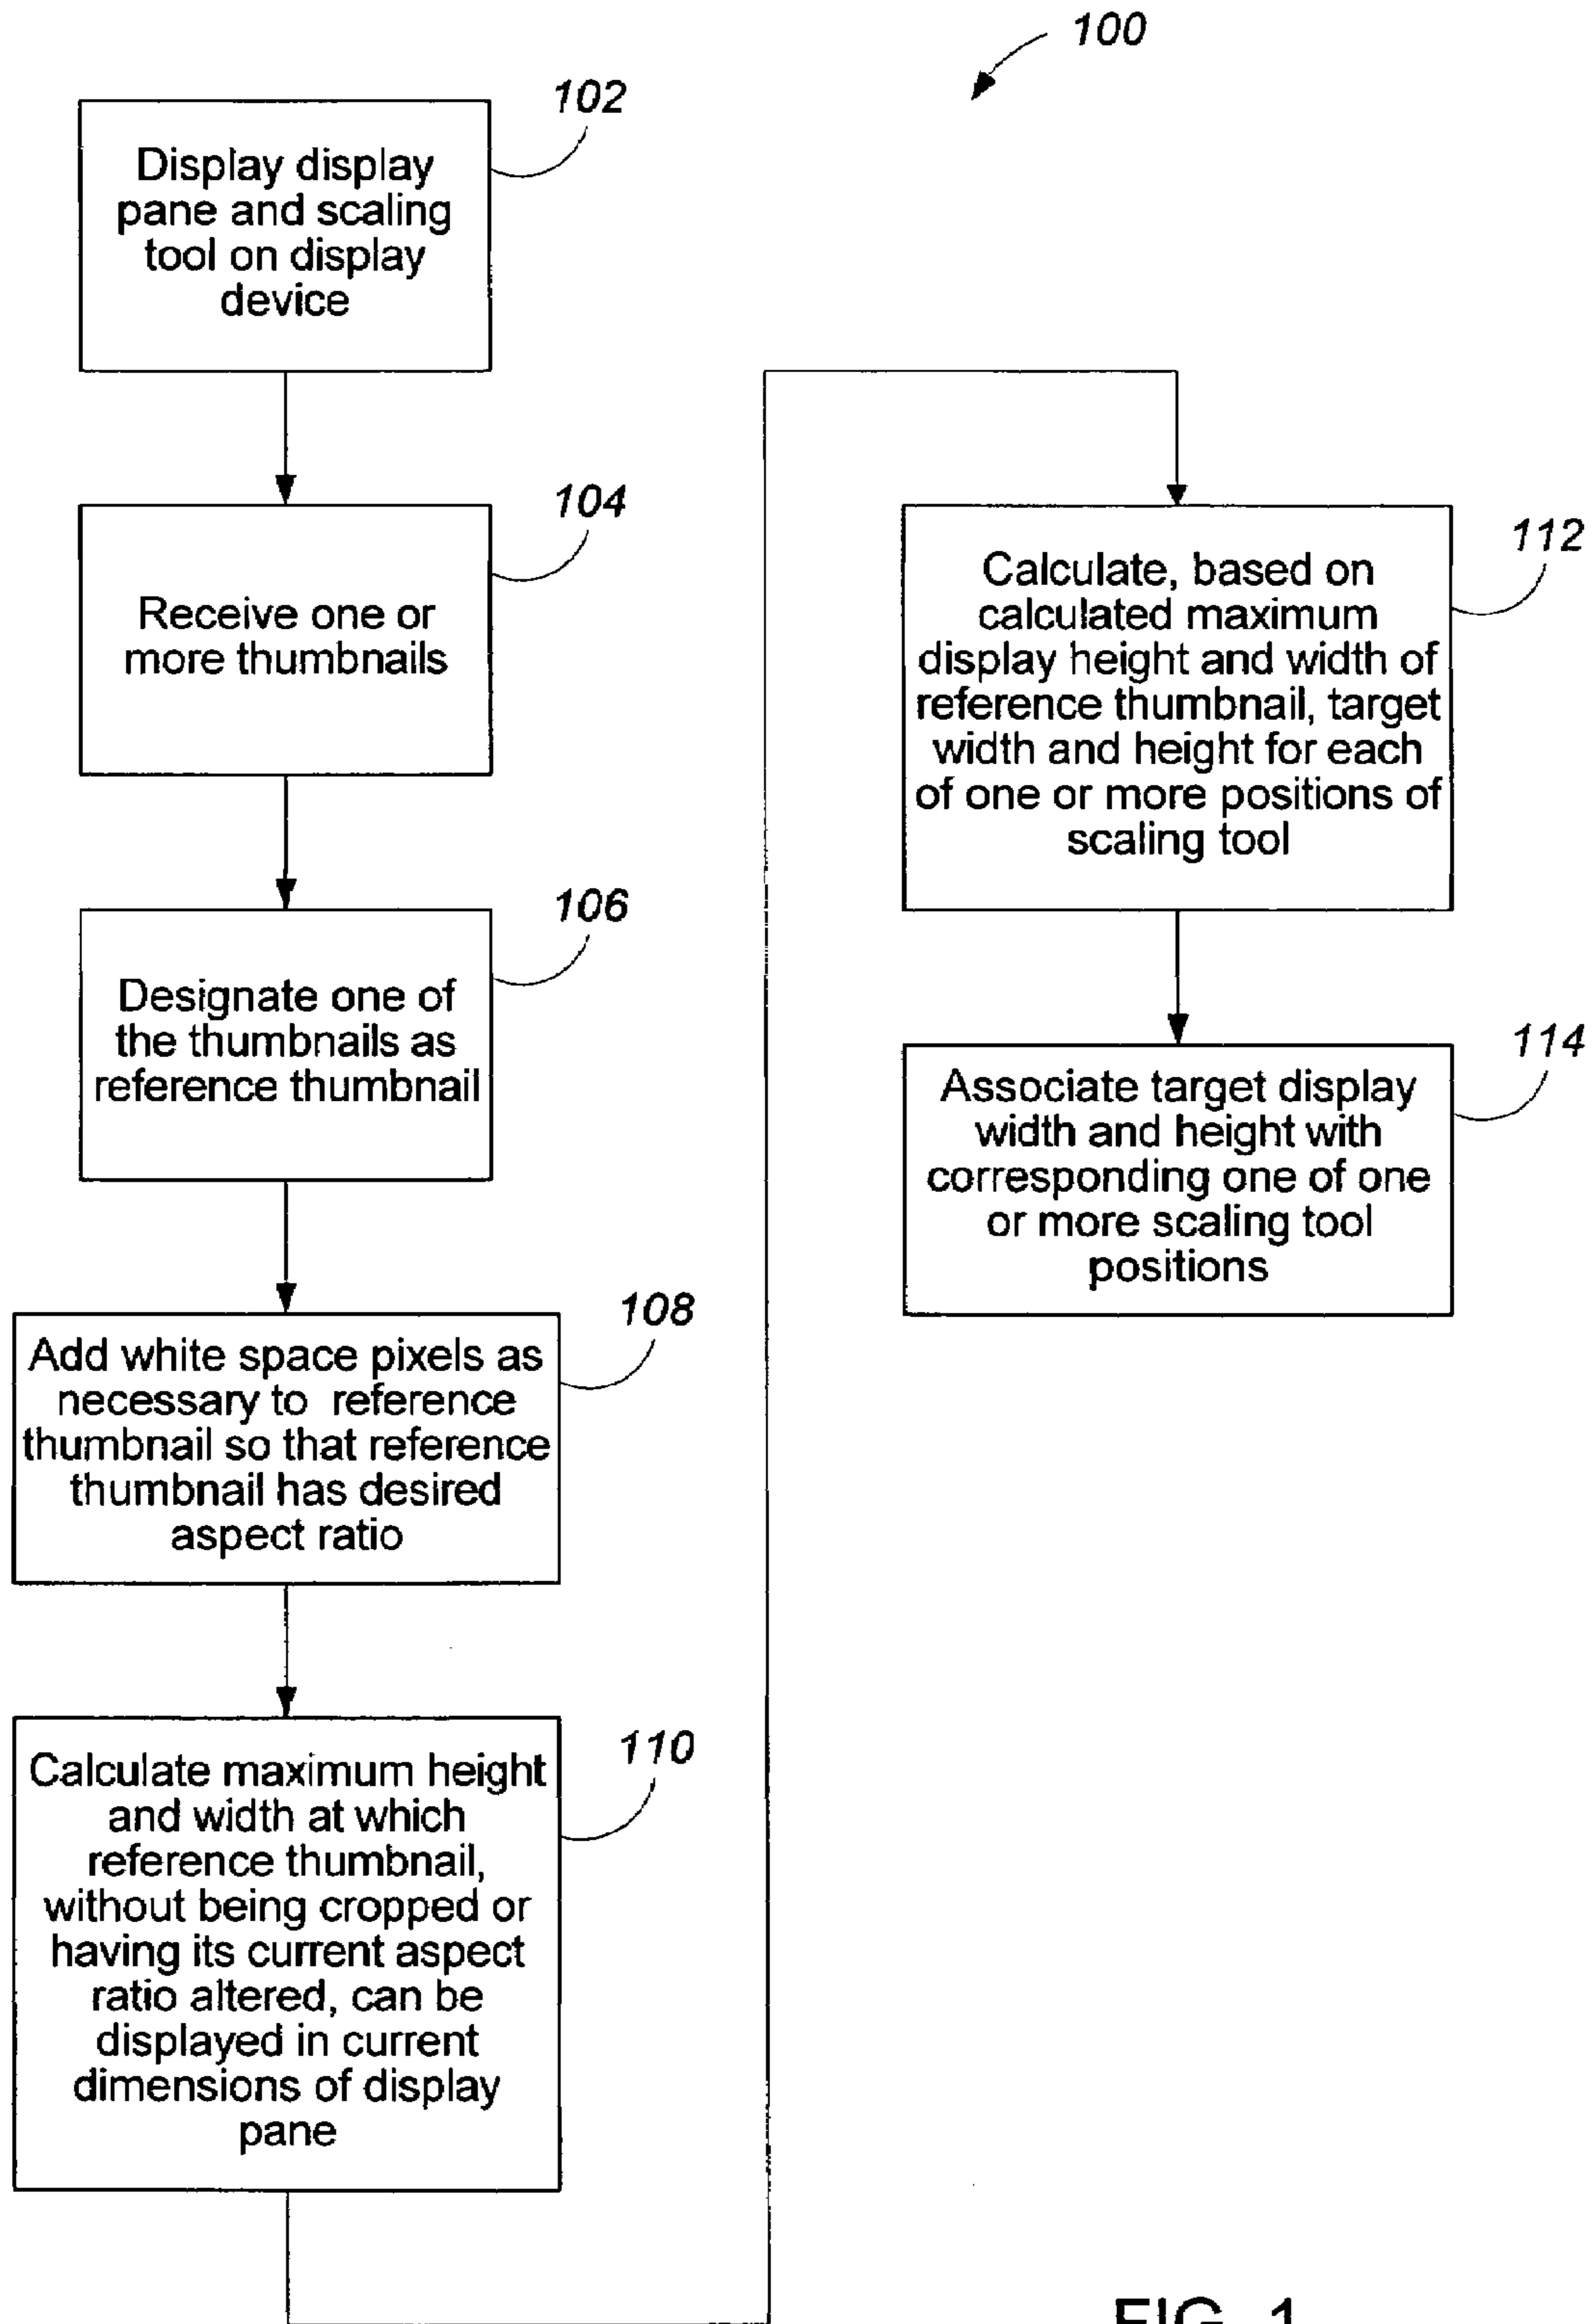 100
102
Display display
pane and scaling
tool on display
device
104
Receive one or
more thumbnails
106
Designate one of
the thumbnails as
reference thumbnail
108
Add white space pixels as
necessary to reference
thumbnail so that reference
thumbnail has desired
aspect ratio
110
Calculate maximum height
and width at which
reference thumbnail,
without being cropped or
having its current aspect
ratio altered, can be
displayed in current
dimensions of display
pane
112
Calculate, based on
calculated maximum
display height and width of
reference thumbnail, target
width and height for each
of one or more positions of
scaling tool
114
Associate target display
width and height with
corresponding one of one
or more scaling tool
positions
FIG. 1